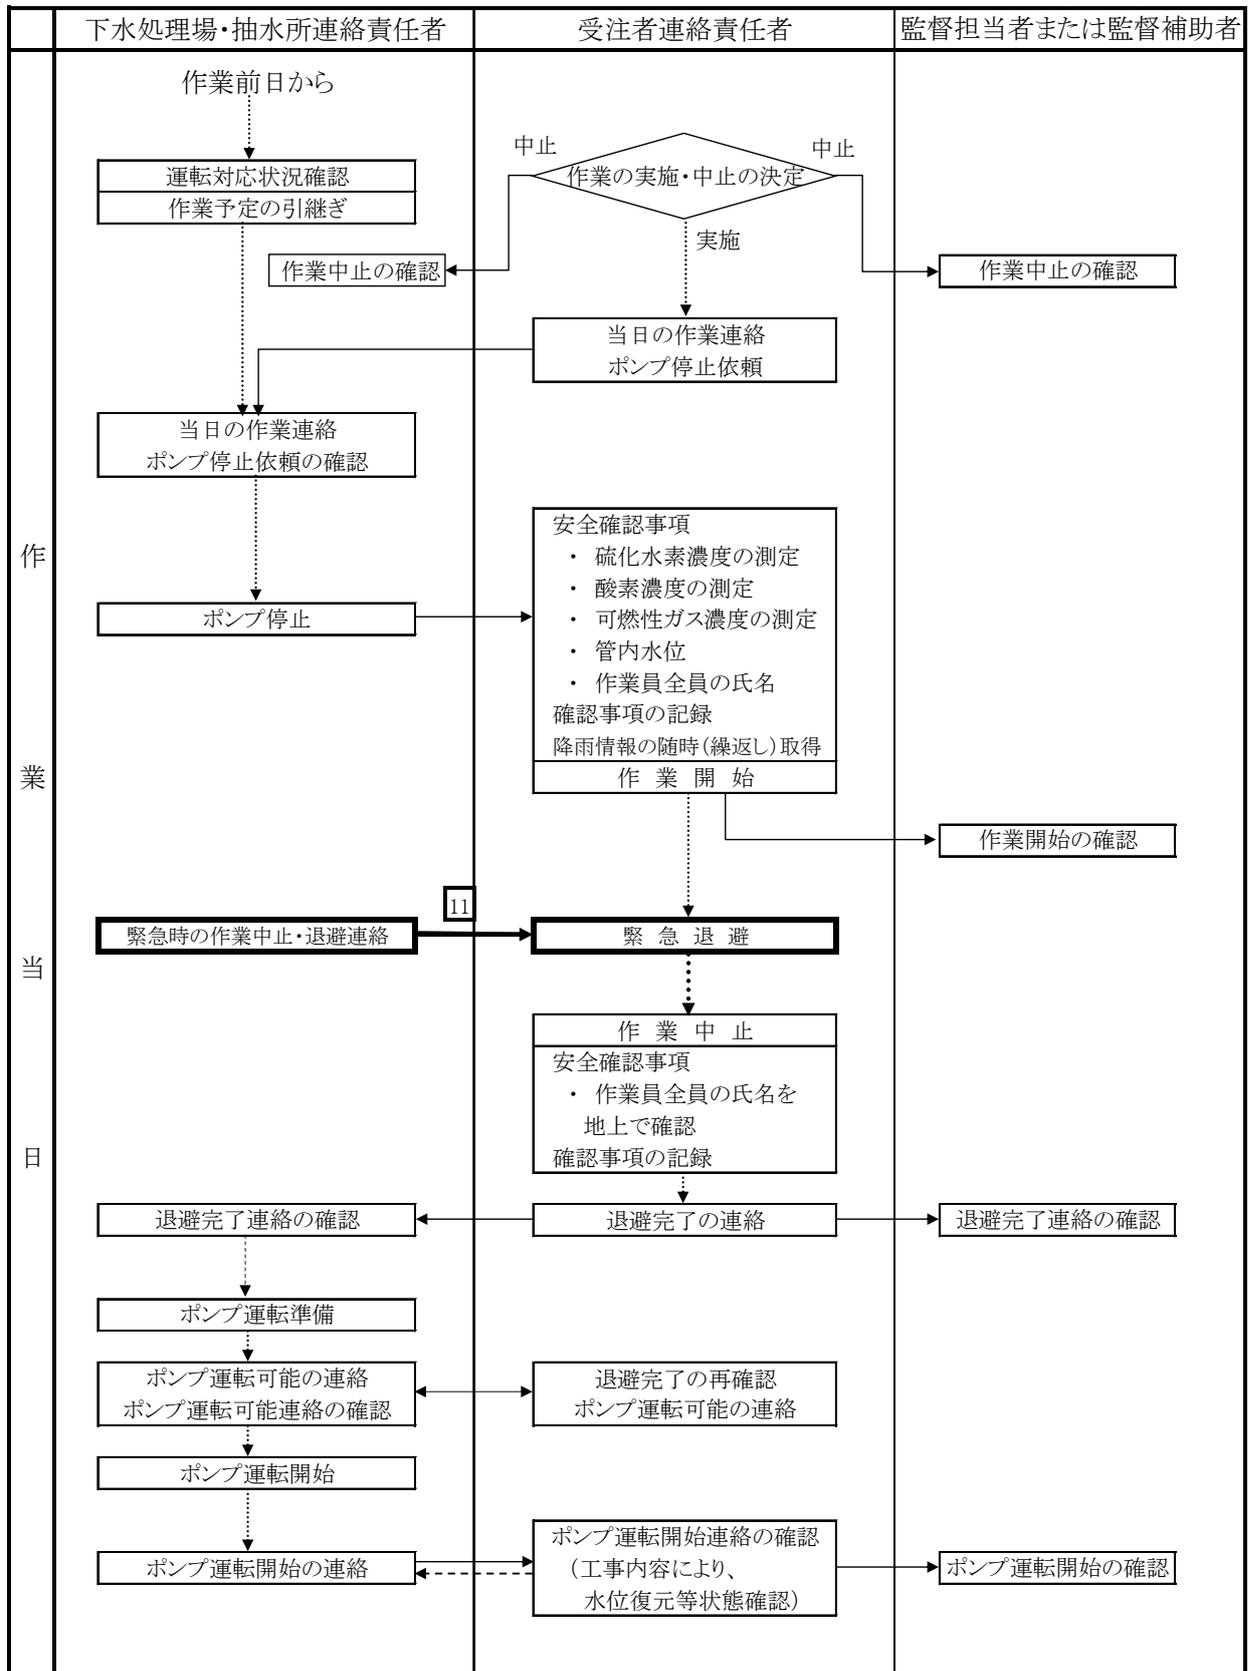 下水処理場・抽水所連絡責任者
受注者連絡責任者
監督担当者または監督補助者
作業当日
作業前日から
中止
中止
作業の実施・中止の決定
運転対応状況確認
作業予定の引継ぎ
実施
作業中止の確認
作業中止の確認
当日の作業連絡
ポンプ停止依頼
当日の作業連絡
ポンプ停止依頼の確認
安全確認事項
・ 硫化水素濃度の測定
・ 酸素濃度の測定
・ 可燃性ガス濃度の測定
・ 管内水位
・ 作業員全員の氏名
確認事項の記録
降雨情報の随時(繰返し)取得
作 業 開 始
ポンプ停止
作業開始の確認
11
緊急時の作業中止・退避連絡
緊 急 退 避
作 業 中 止
安全確認事項
・ 作業員全員の氏名を
地上で確認
確認事項の記録
退避完了連絡の確認
退避完了の連絡
退避完了連絡の確認
ポンプ運転準備
ポンプ運転可能の連絡
ポンプ運転可能連絡の確認
退避完了の再確認
ポンプ運転可能の連絡
ポンプ運転開始
ポンプ運転開始の連絡
ポンプ運転開始連絡の確認
(工事内容により、
水位復元等状態確認)
ポンプ運転開始の確認